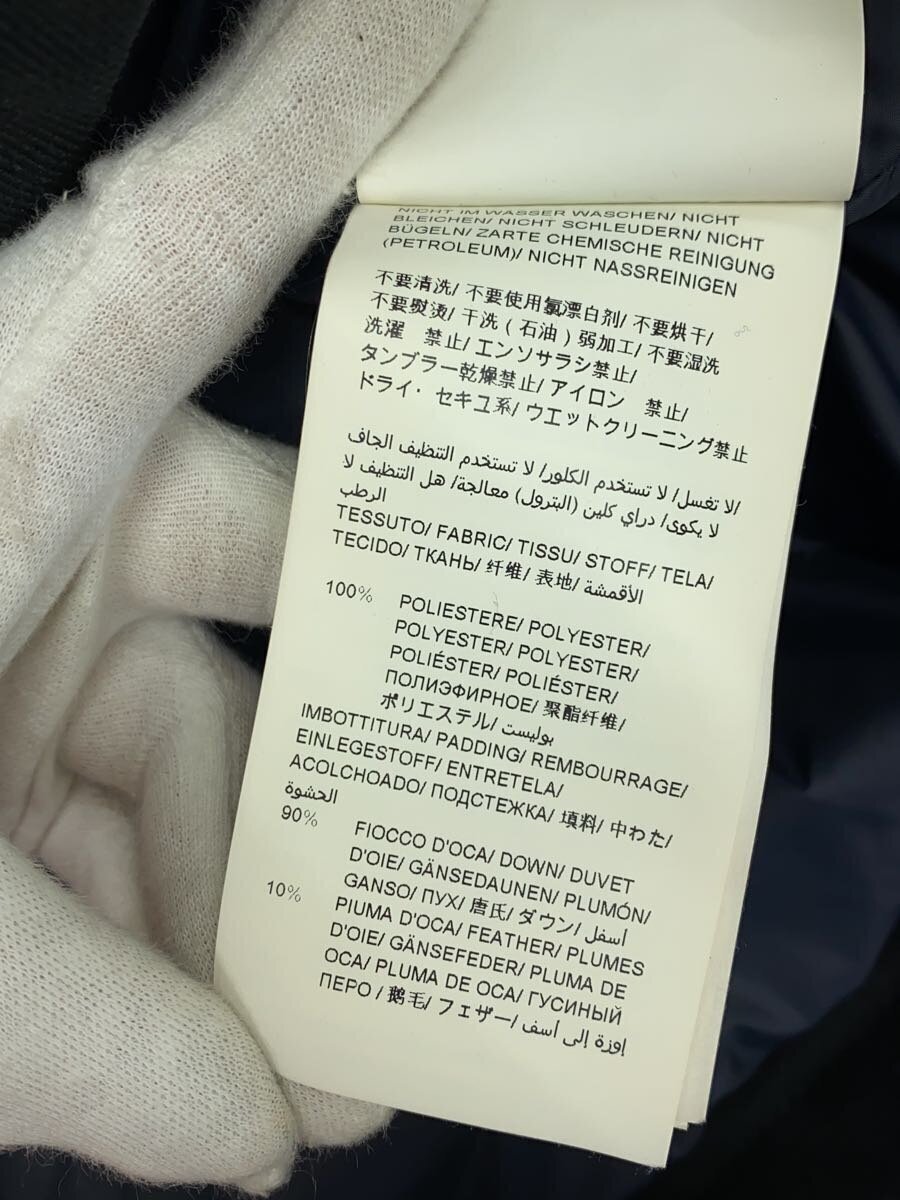 NICHT IM WASSER WASCHEN/ NICHT
BLEICHEN/ NICHT SCHLEUDERN/ NICHT
BÜGELN/ ZARTE CHEMISCHE REINIGUNG
(PETROLEUM)/ NICHT NASSREINIGEN
不要清洗/ 不要使用氯漂白剂/ 不要烘干/
不要熨烫/ 干洗 ( 石油 ) 弱加工/ 不要湿洗
洗濯 禁止/ エンソサラシ禁止/
タンブラー乾燥禁止/ アイロン 禁止/
ドライ・セキユ系/ ウエットクリーニング禁止
لا تغسل/ لا تستخدم الكلور/ لا تستخدم التنظيف الجاف/
لا يكوى/ دراي كلين (البترول) معالجة/ هل التنظيف لا
الرطب
TESSUTO/ FABRIC/ TISSU/ STOFF/ TELA/
TECIDO/ ТКАНЬ/ 纤维/ 表地/ الأقمشة
100% POLIESTERE/ POLYESTER/
POLYESTER/ POLYESTER/
POLIÉSTER/ POLIÉSTER/
ПОЛИЭФИРНОЕ/ 聚酯纤维/
ポリエステル/ بوليست
IMBOTTITURA/ PADDING/ REMBOURRAGE/
EINLEGESTOFF/ ENTRETELA/
ACOLCHOADO/ ПОДСТЕЖКА/ 填料/ 中わた/
الحشوة
90% FIOCCO D'OCA/ DOWN/ DUVET
D'OIE/ GÄNSEDAUNEN/ PLUMÓN/
GANSO/ ПУХ/ 唐氏/ ダウン/ أسفل
10% PIUMA D'OCA/ FEATHER/ PLUMES
D'OIE/ GÄNSEFEDER/ PLUMA DE
OCA/ PLUMA DE OCA/ ГУСИНЫЙ
ПЕРО / 鹅毛/ フェザー/ إوزة إلى أسف